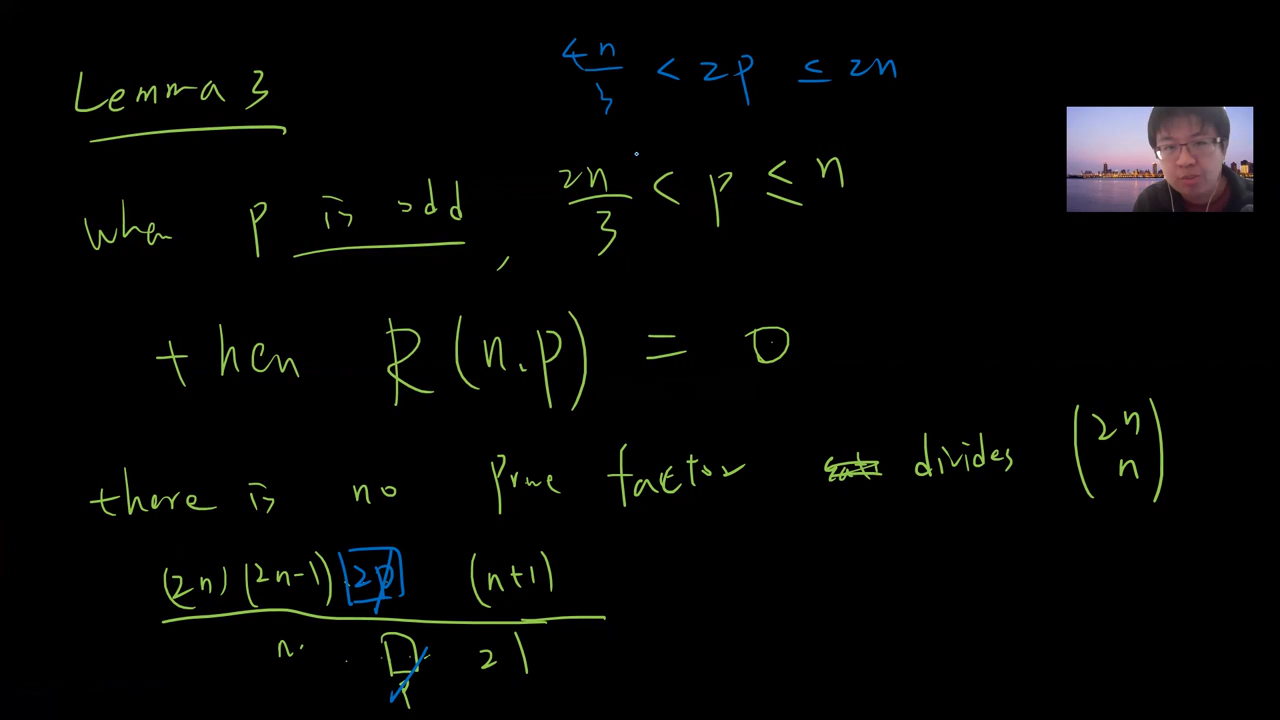 4n/3 < 2p ≤ 2n
Lemma 3
when p is odd, 2n/3 < p ≤ n
then R(n.p) = 0
there is no prime factor divides (2n n)
(2n)(2n-1) 2p (n+1)
n. . p 2 1